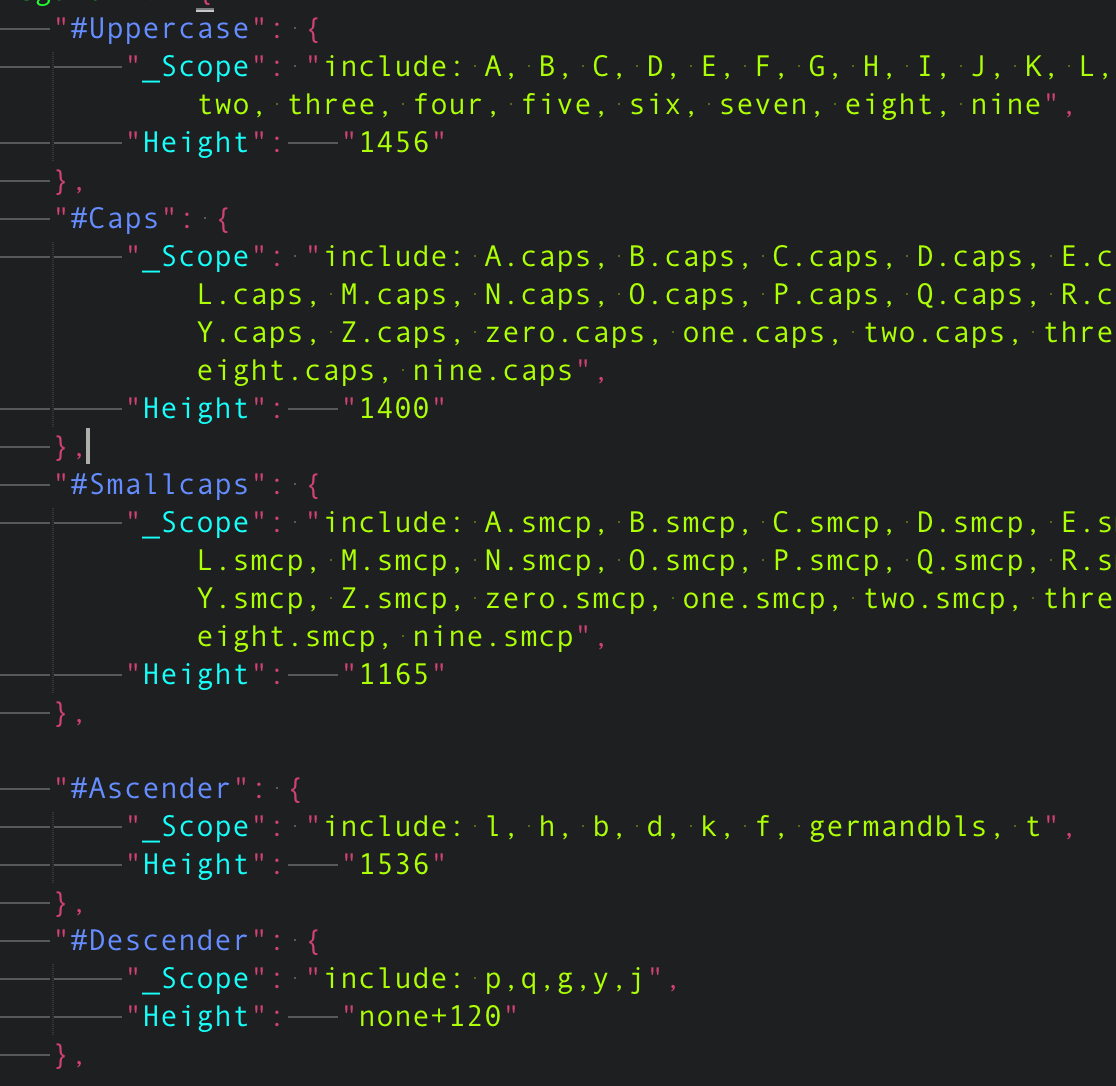 "#Uppercase": {
"_Scope": "include: A, B, C, D, E, F, G, H, I, J, K, L,
two, three, four, five, six, seven, eight, nine",
"Height": "1456"
},
"#Caps": {
"_Scope": "include: A.caps, B.caps, C.caps, D.caps, E.c
L.caps, M.caps, N.caps, O.caps, P.caps, Q.caps, R.c
Y.caps, Z.caps, zero.caps, one.caps, two.caps, thre
eight.caps, nine.caps",
"Height": "1400"
},
"#Smallcaps": {
"_Scope": "include: A.smcp, B.smcp, C.smcp, D.smcp, E.s
L.smcp, M.smcp, N.smcp, O.smcp, P.smcp, Q.smcp, R.s
Y.smcp, Z.smcp, zero.smcp, one.smcp, two.smcp, thre
eight.smcp, nine.smcp",
"Height": "1165"
},
"#Ascender": {
"_Scope": "include: l, h, b, d, k, f, germandbls, t",
"Height": "1536"
},
"#Descender": {
"_Scope": "include: p,q,g,y,j",
"Height": "none+120"
},